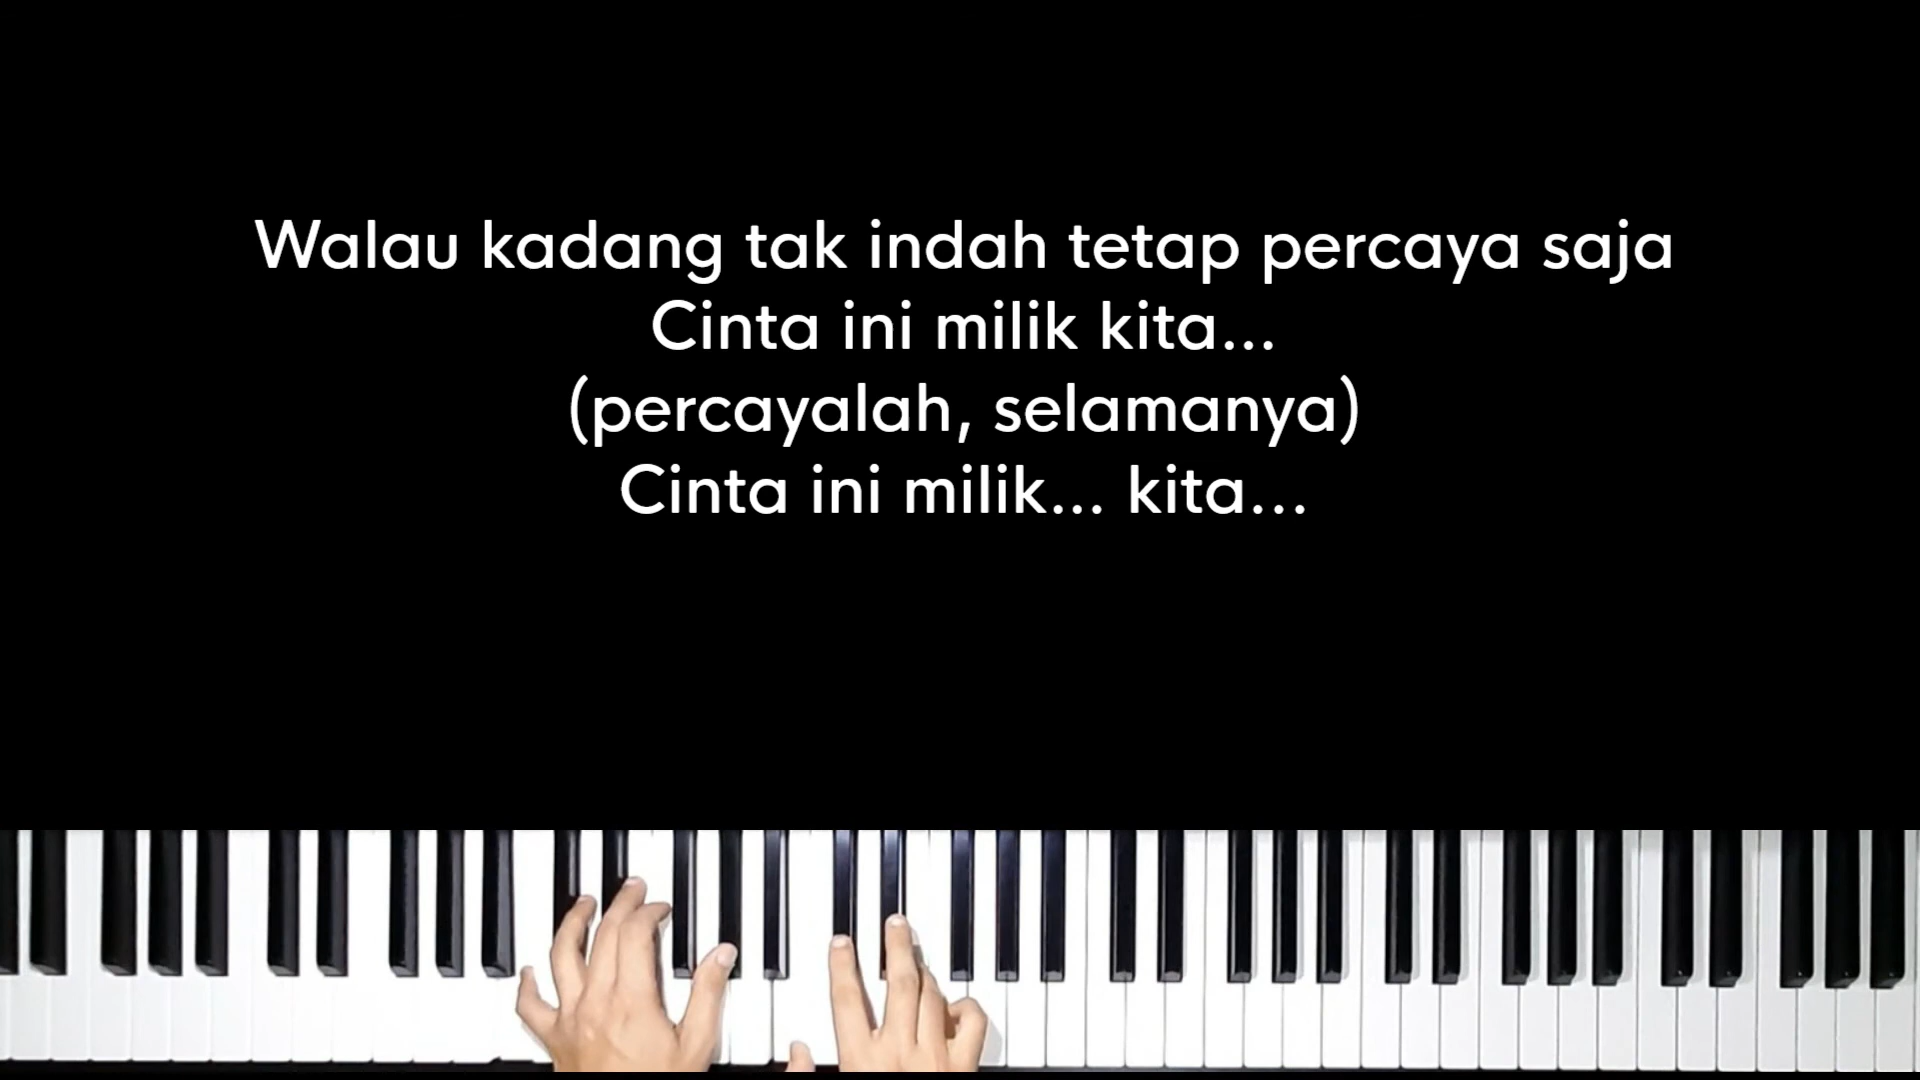 Walau kadang tak indah tetap percaya saja
Cinta ini milik kita...
(percayalah, selamanya)
Cinta ini milik... kita...